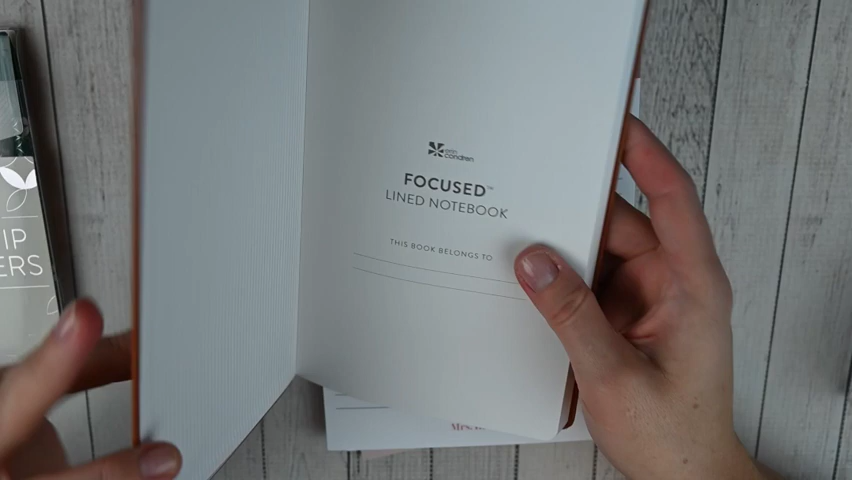 erin
condren
FOCUSED™
LINED NOTEBOOK
THIS BOOK BELONGS TO
IP
ERS